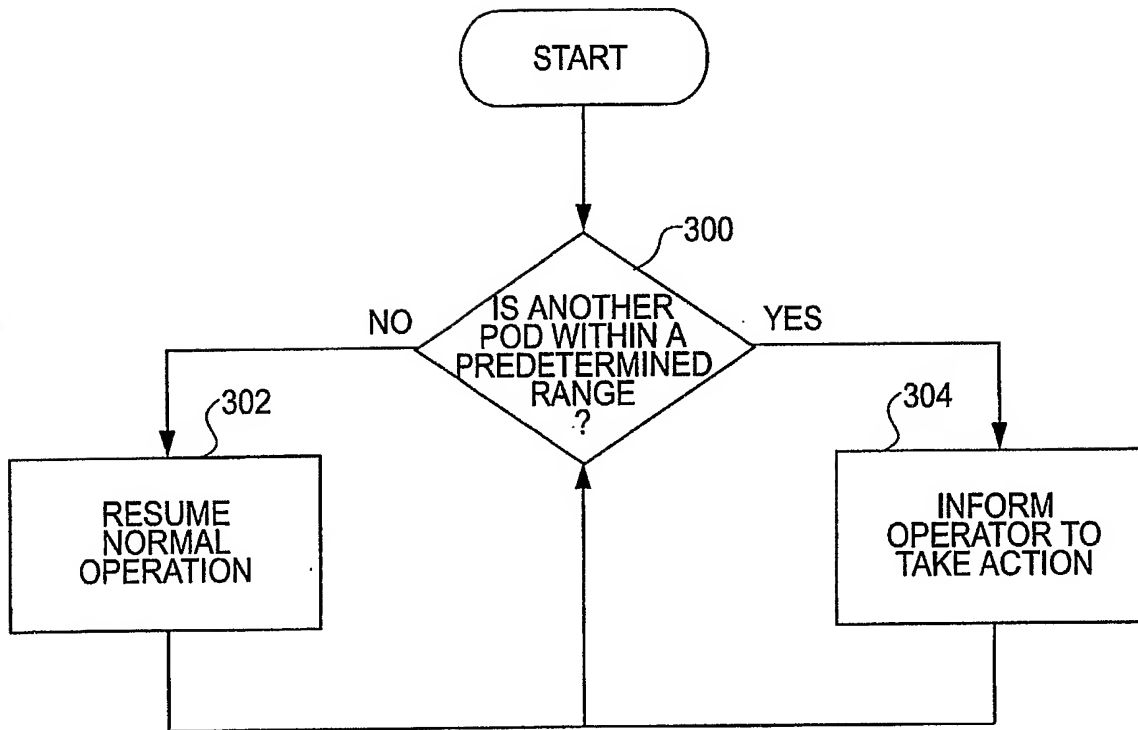 START
300
IS ANOTHER
POD WITHIN A
PREDETERMINED
RANGE
?
NO
YES
302
RESUME
NORMAL
OPERATION
304
INFORM
OPERATOR TO
TAKE ACTION